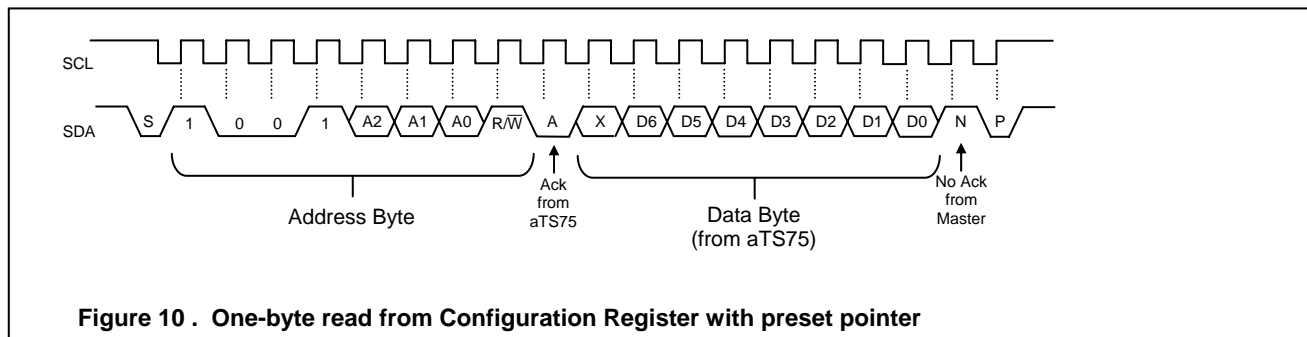 SCL
SDA S 1 0 0 1 A2 A1 A0 R/W̅ A X D6 D5 D4 D3 D2 D1 D0 N P
Address Byte
Ack
from
aTS75
Data Byte
(from aTS75)
No Ack
from
Master
Figure 10 . One-byte read from Configuration Register with preset pointer